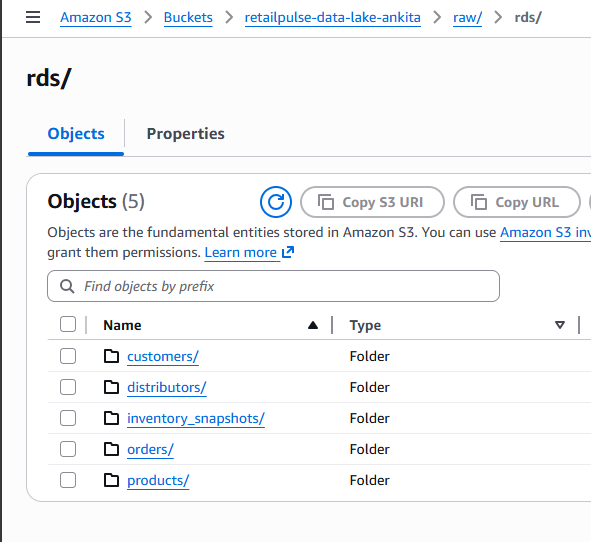 Amazon S3 > Buckets > retailpulse-data-lake-ankita > raw/ > rds/
rds/
Objects Properties
Objects (5) Copy S3 URI Copy URL
Objects are the fundamental entities stored in Amazon S3. You can use Amazon S3 inv
grant them permissions. Learn more
Find objects by prefix
Name Type
customers/ Folder
distributors/ Folder
inventory_snapshots/ Folder
orders/ Folder
products/ Folder